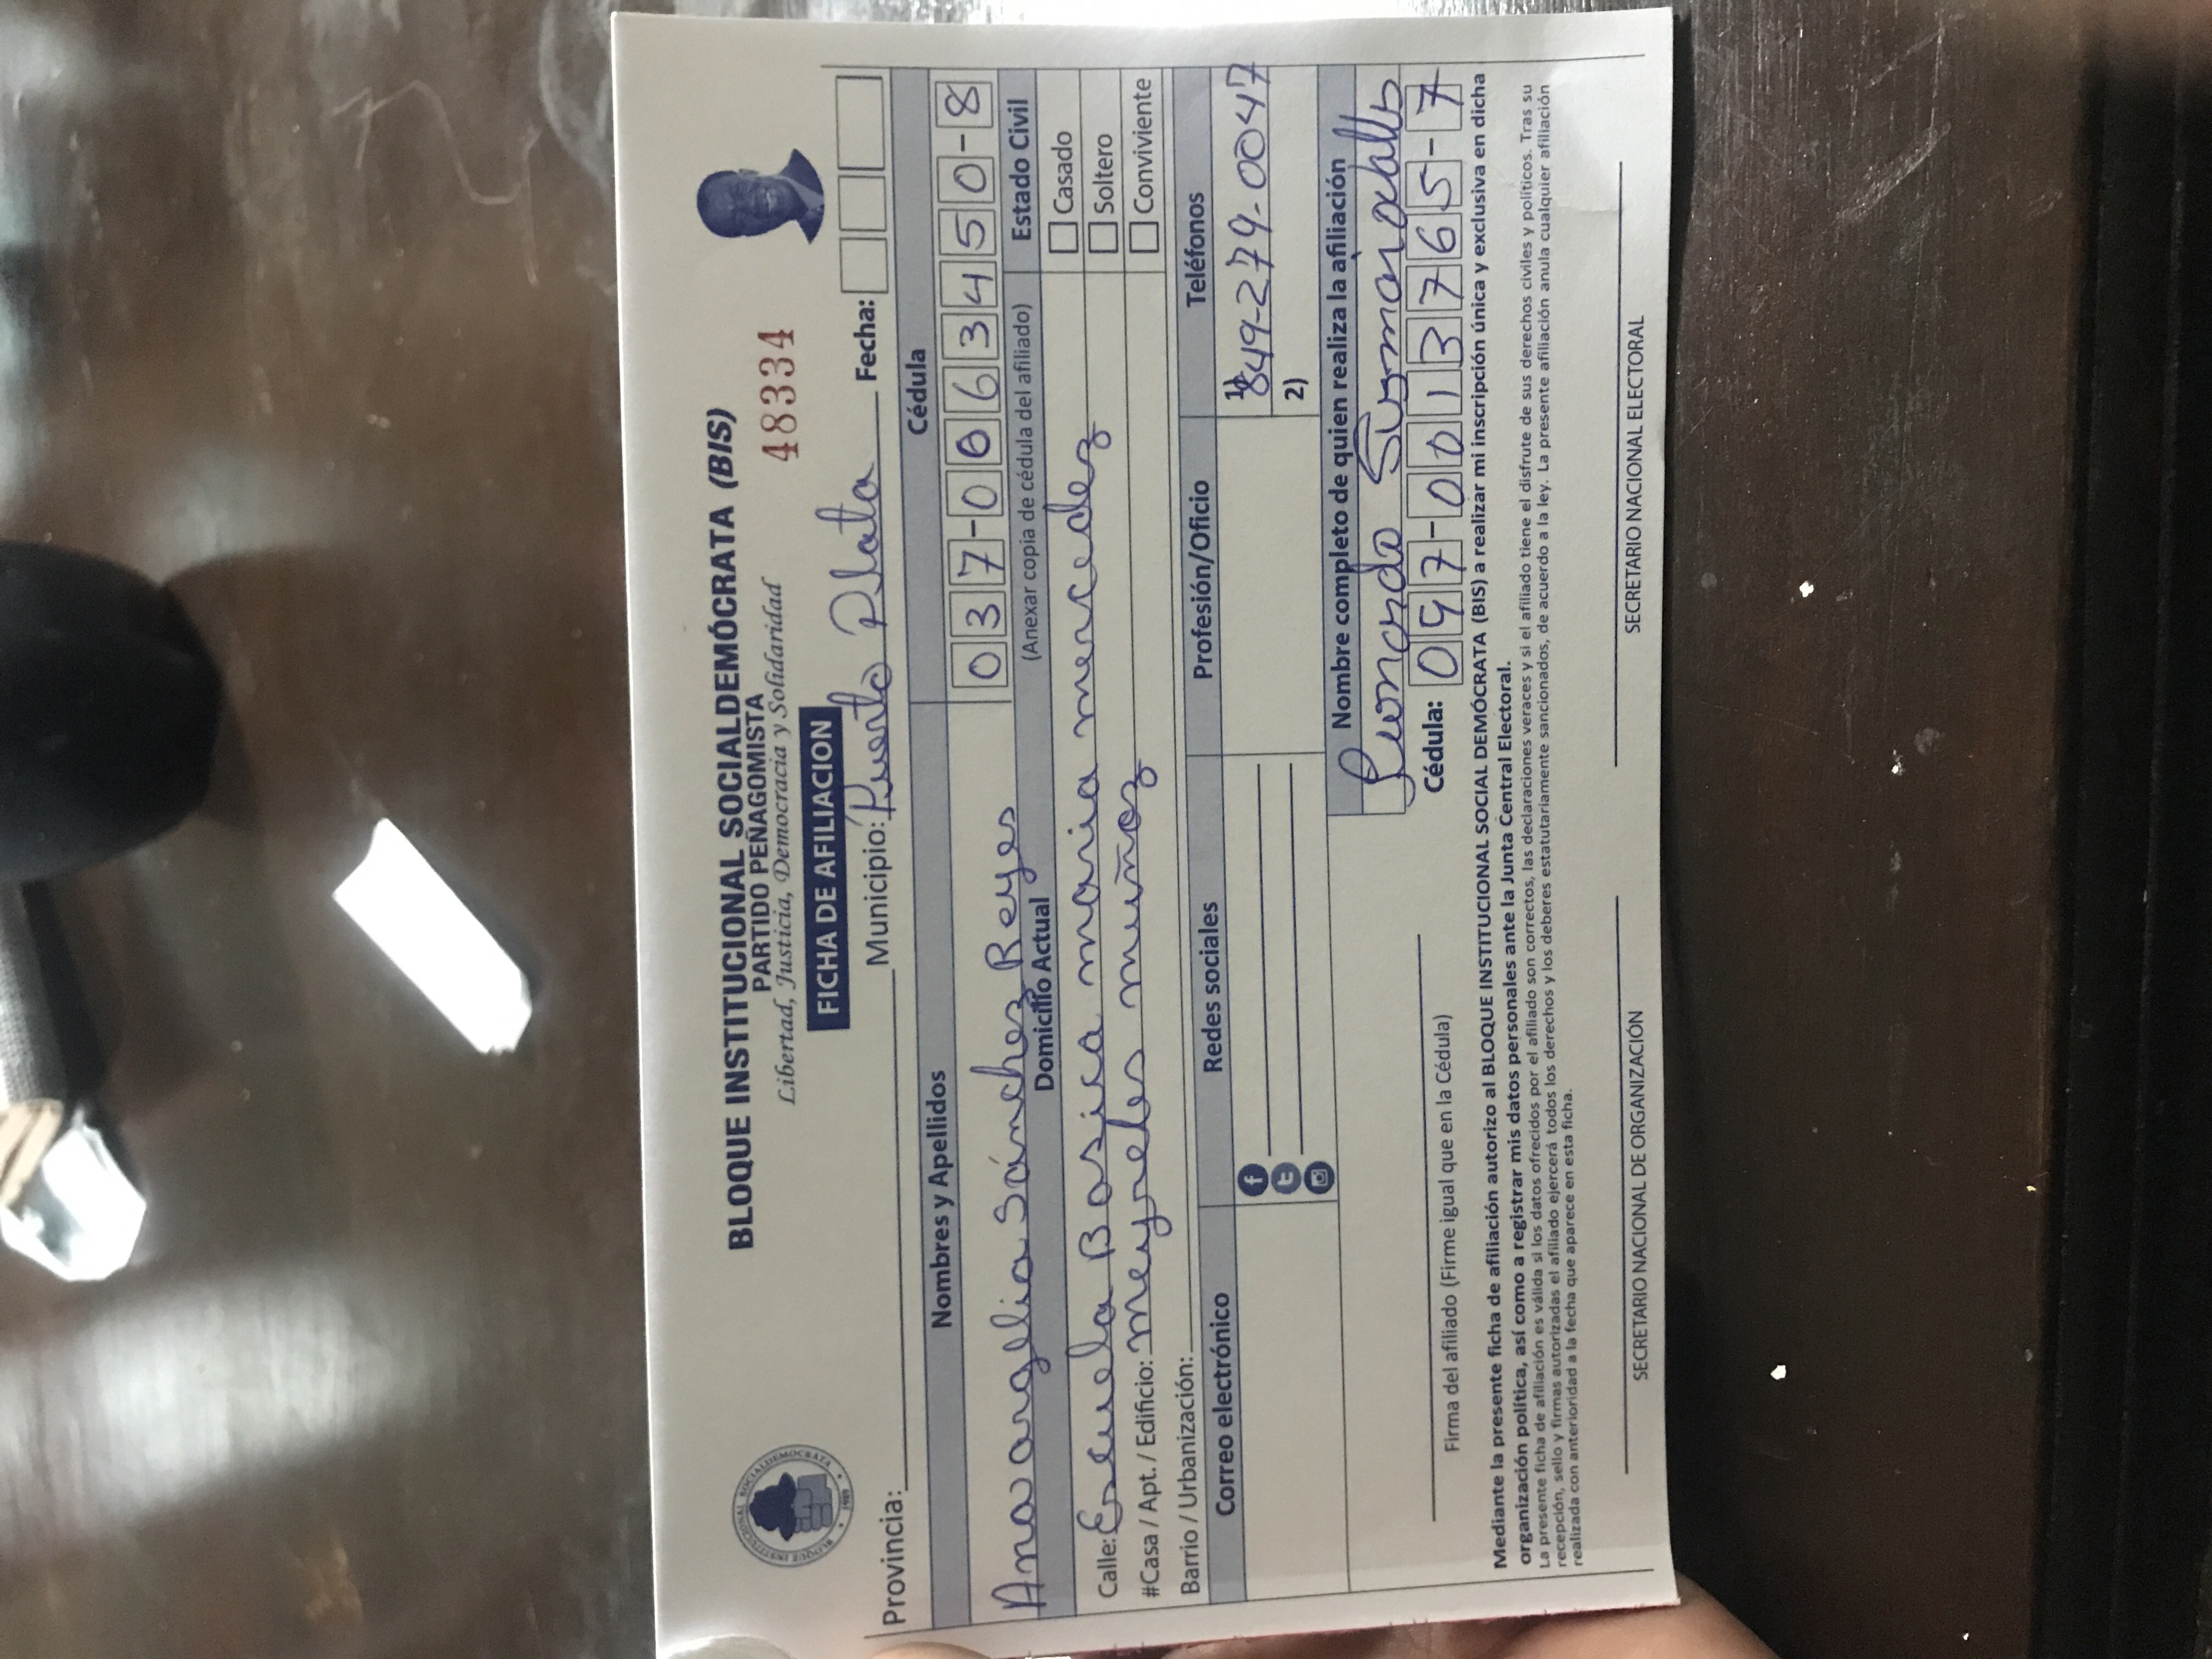 BLOQUE INSTITUCIONAL SOCIALDEMÓCRATA (BIS)
PARTIDO PEÑAGOMISTA
Libertad, Justicia, Democracia y Solidaridad
48334
BLOQUE INSTITUCIONAL SOCIALDEMOCRATA
1989
FICHA DE AFILIACION
Provincia: Municipio: Puerto Plata Fecha:
Nombres y Apellidos Cédula
Ana argelia Sánchez Reyes 037-0063450-8
Domicilio Actual (Anexar copia de cédula del afiliado) Estado Civil
Calle: Escuela Basica maria mercedez Casado
#Casa / Apt. / Edificio: meyreles muñoz Soltero
Barrio / Urbanización: Conviviente
Correo electrónico Redes sociales Profesión/Oficio Teléfonos
1) 849-279-0047
2)
Nombre completo de quien realiza la afiliación
Cédula: 097-0013765-7
Firma del afiliado (Firme igual que en la Cédula)
Mediante la presente ficha de afiliación autorizo al BLOQUE INSTITUCIONAL SOCIAL DEMÓCRATA (BIS) a realizar mi inscripción única y exclusiva en dicha
organización política, así como a registrar mis datos personales ante la Junta Central Electoral.
La presente ficha de afiliación es válida si los datos ofrecidos por el afiliado son correctos, las declaraciones veraces y si el afiliado tiene el disfrute de sus derechos civiles y políticos. Tras su
recepción, sello y firmas autorizadas el afiliado ejercerá todos los derechos y los deberes estatutariamente sancionados, de acuerdo a la ley. La presente afiliación anula cualquier afiliación
realizada con anterioridad a la fecha que aparece en esta ficha.
SECRETARIO NACIONAL DE ORGANIZACIÓN SECRETARIO NACIONAL ELECTORAL